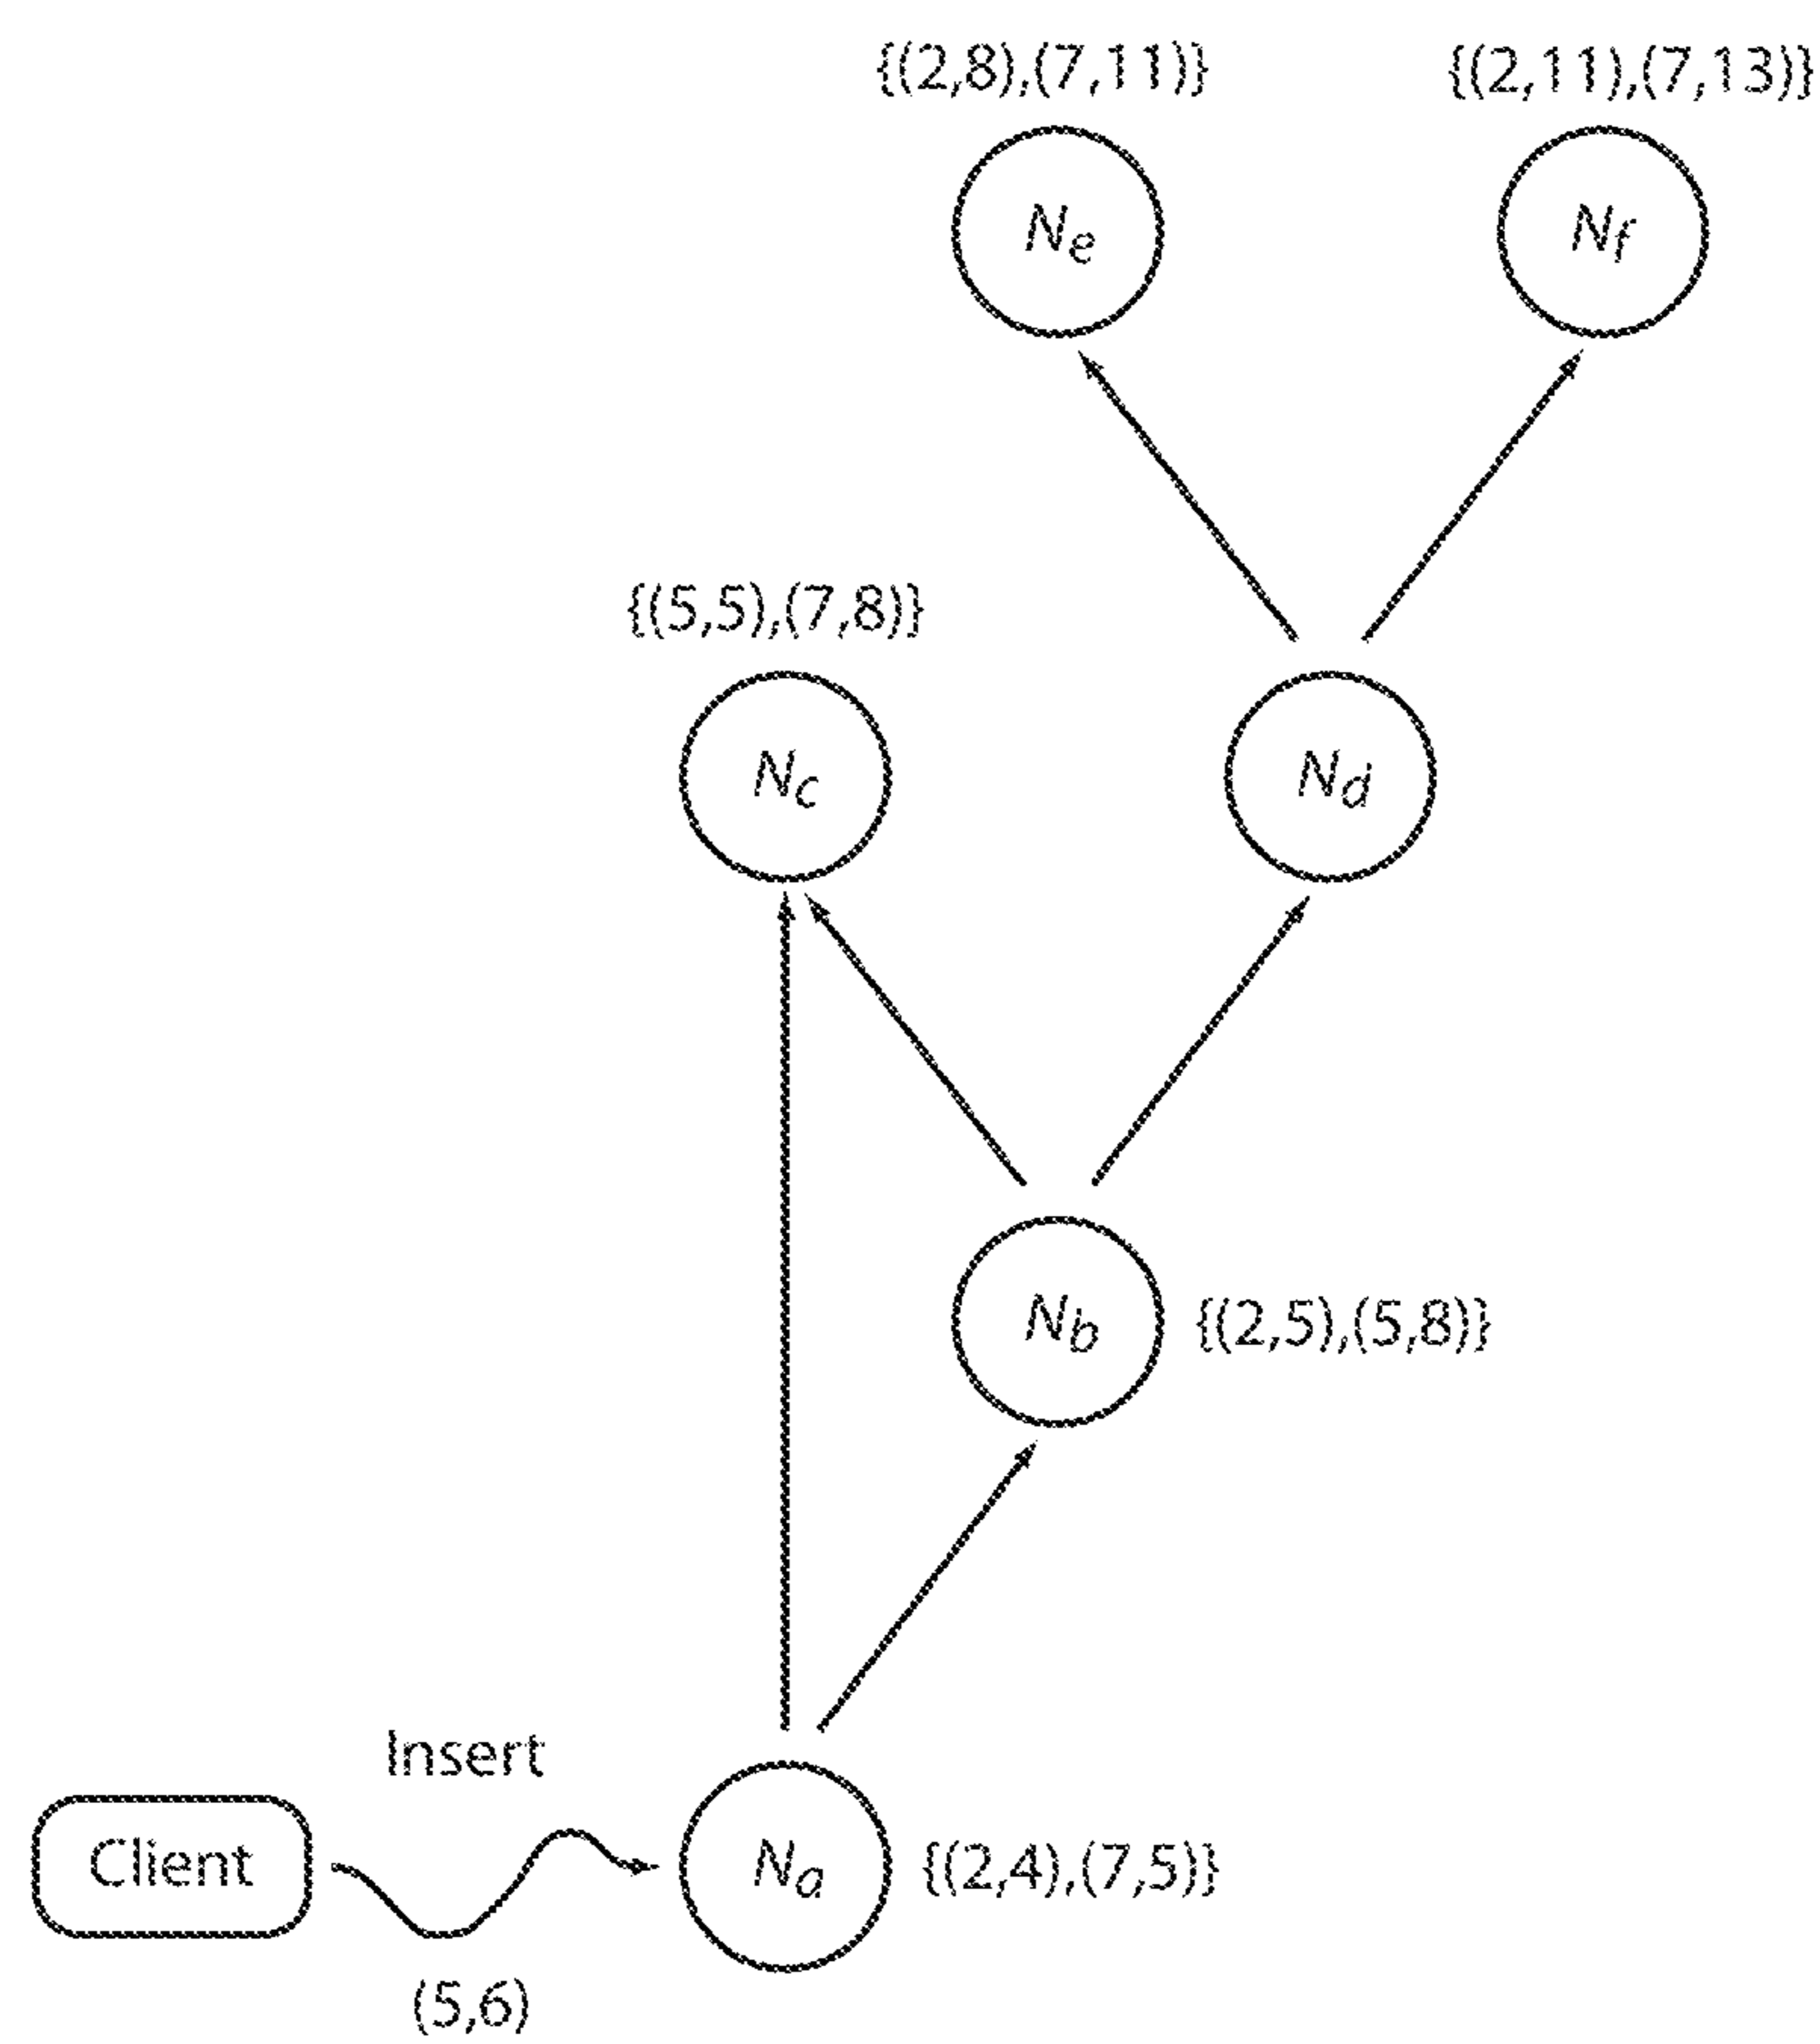 {(2,8),(7,11)}
{(2,11),(7,13)}
Ne
Nf
{(5,5),(7,8)}
Nc
Nd
Nb
{(2,5),(5,8)}
Insert
Client
Na
{(2,4),(7,5)}
(5,6)